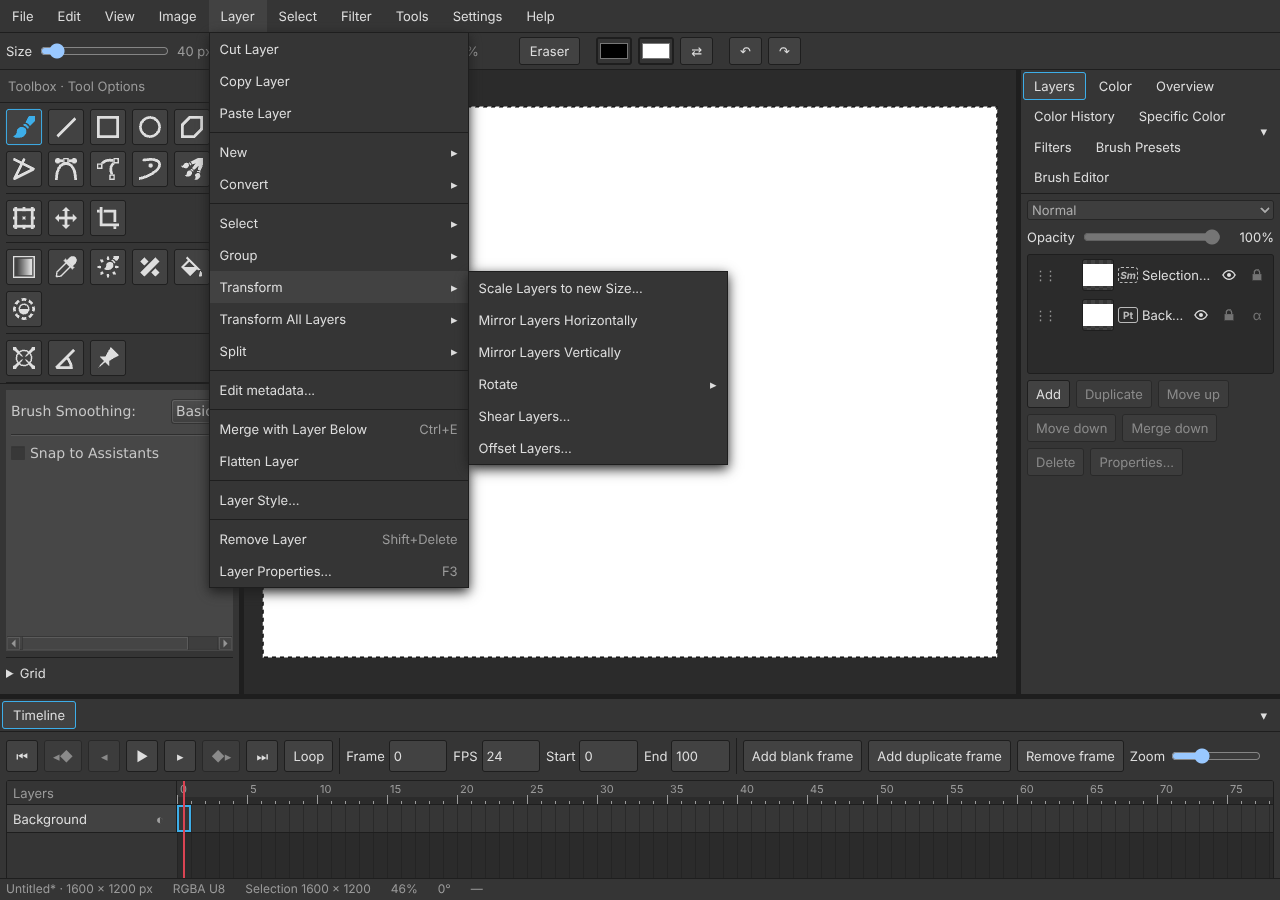 File Edit View Image Layer Select Filter Tools Settings Help
Size 40 px % Eraser
Toolbox · Tool Options
Cut Layer
Copy Layer
Paste Layer
New
Convert
Select
Group
Transform
Transform All Layers
Split
Edit metadata...
Merge with Layer Below Ctrl+E
Flatten Layer
Layer Style...
Remove Layer Shift+Delete
Layer Properties... F3
Scale Layers to new Size...
Mirror Layers Horizontally
Mirror Layers Vertically
Rotate
Shear Layers...
Offset Layers...
Brush Smoothing: Basic
Snap to Assistants
Grid
Layers Color Overview
Color History Specific Color
Filters Brush Presets
Brush Editor
Normal
Opacity 100%
Sm Selection...
Pt Back... α
Add Duplicate Move up
Move down Merge down
Delete Properties...
Timeline
Loop Frame 0 FPS 24 Start 0 End 100 Add blank frame Add duplicate frame Remove frame Zoom
Layers 0 5 10 15 20 25 30 35 40 45 50 55 60 65 70 75
Background
Untitled* · 1600 × 1200 px RGBA U8 Selection 1600 × 1200 46% 0° —